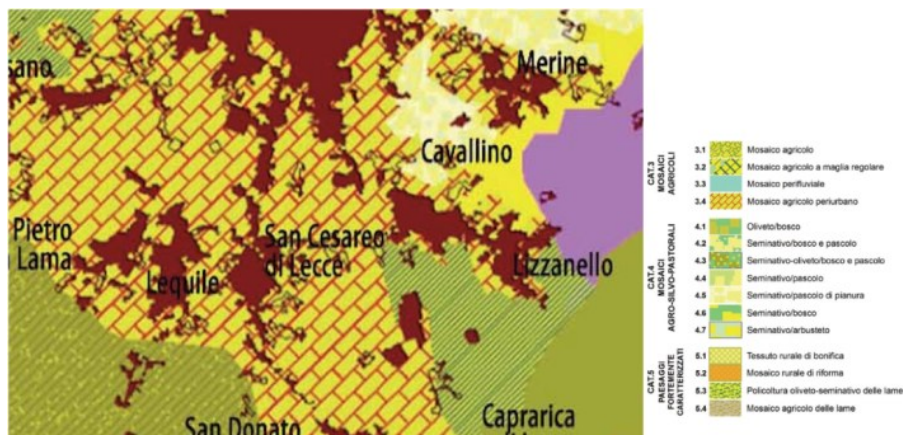 sano
Merine
Cavallino
Pietro
Lama
San Cesareo
di Lecce
Lequile
Lizzanello
San Donato
Caprarica
CAT.3
MOSAICI
AGRICOLI
3.1 Mosaico agricolo
3.2 Mosaico agricolo a maglia regolare
3.3 Mosaico perifluviale
3.4 Mosaico agricolo periurbano
CAT.4
MOSAICI
AGRO-SILVO-PASTORALI
4.1 Oliveto/bosco
4.2 Seminativo/bosco e pascolo
4.3 Seminativo-oliveto/bosco e pascolo
4.4 Seminativo/pascolo
4.5 Seminativo/pascolo di pianura
4.6 Seminativo/bosco
4.7 Seminativo/arbusteto
CAT.5
PAESAGGI
FORTEMENTE
CARATTERIZZATI
5.1 Tessuto rurale di bonifica
5.2 Mosaico rurale di riforma
5.3 Policoltura oliveto-seminativo delle lame
5.4 Mosaico agricolo delle lame